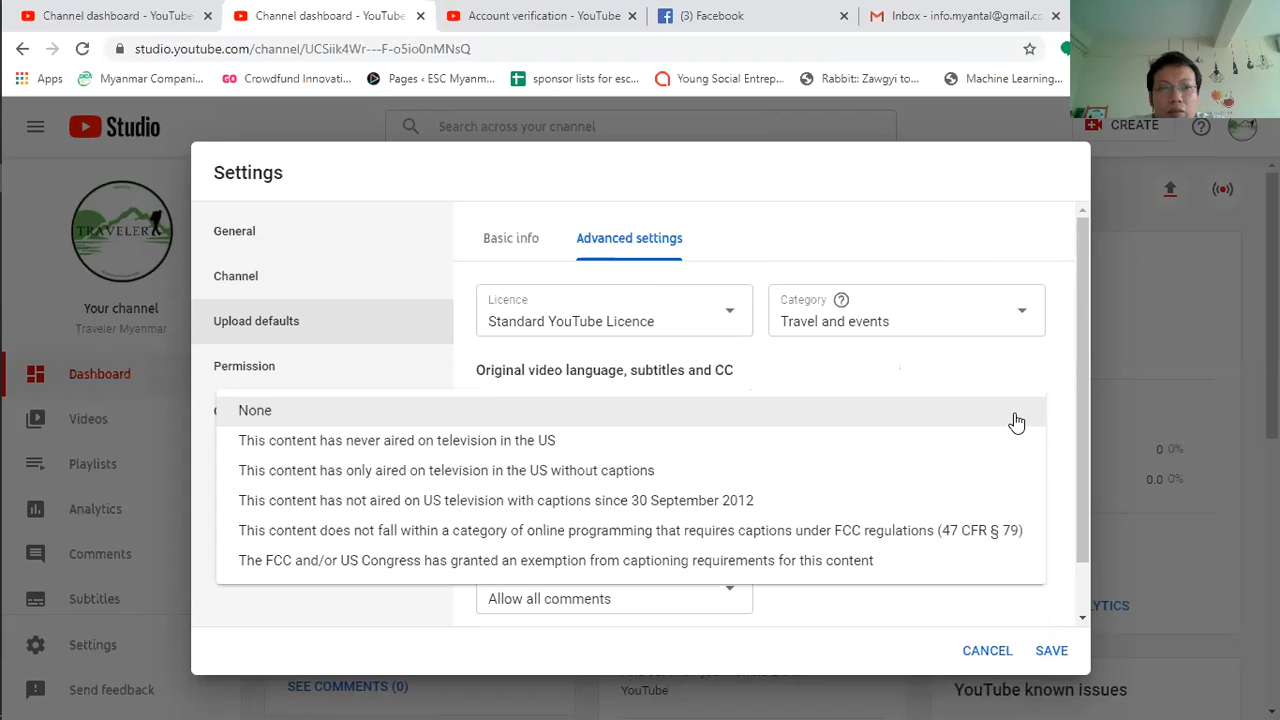 Channel dashboard - YouTube
Channel dashboard - YouTube
Account verification - YouTube
(3) Facebook
Inbox - info.myantal@gmail.co
studio.youtube.com/channel/UCSiik4Wr---F-o5io0nMNsQ
Apps
Myanmar Compani...
GO
Crowdfund Innovati...
Pages ‹ ESC Myanm...
sponsor lists for esc...
Young Social Entrep...
Rabbit:: Zawgyi to...
Machine Learning...
Studio
Search across your channel
CREATE
TRAVELER
Your channel
Traveler Myanmar
Dashboard
Videos
Playlists
Analytics
Comments
Subtitles
Settings
Send feedback
Settings
General
Channel
Upload defaults
Permission
Basic info
Advanced settings
Licence
Standard YouTube Licence
Category
Travel and events
Original video language, subtitles and CC
None
This content has never aired on television in the US
This content has only aired on television in the US without captions
This content has not aired on US television with captions since 30 September 2012
This content does not fall within a category of online programming that requires captions under FCC regulations (47 CFR § 79)
The FCC and/or US Congress has granted an exemption from captioning requirements for this content
Allow all comments
CANCEL
SAVE
0 0%
0.0 0%
LYTICS
SEE COMMENTS (0)
YouTube
YouTube known issues